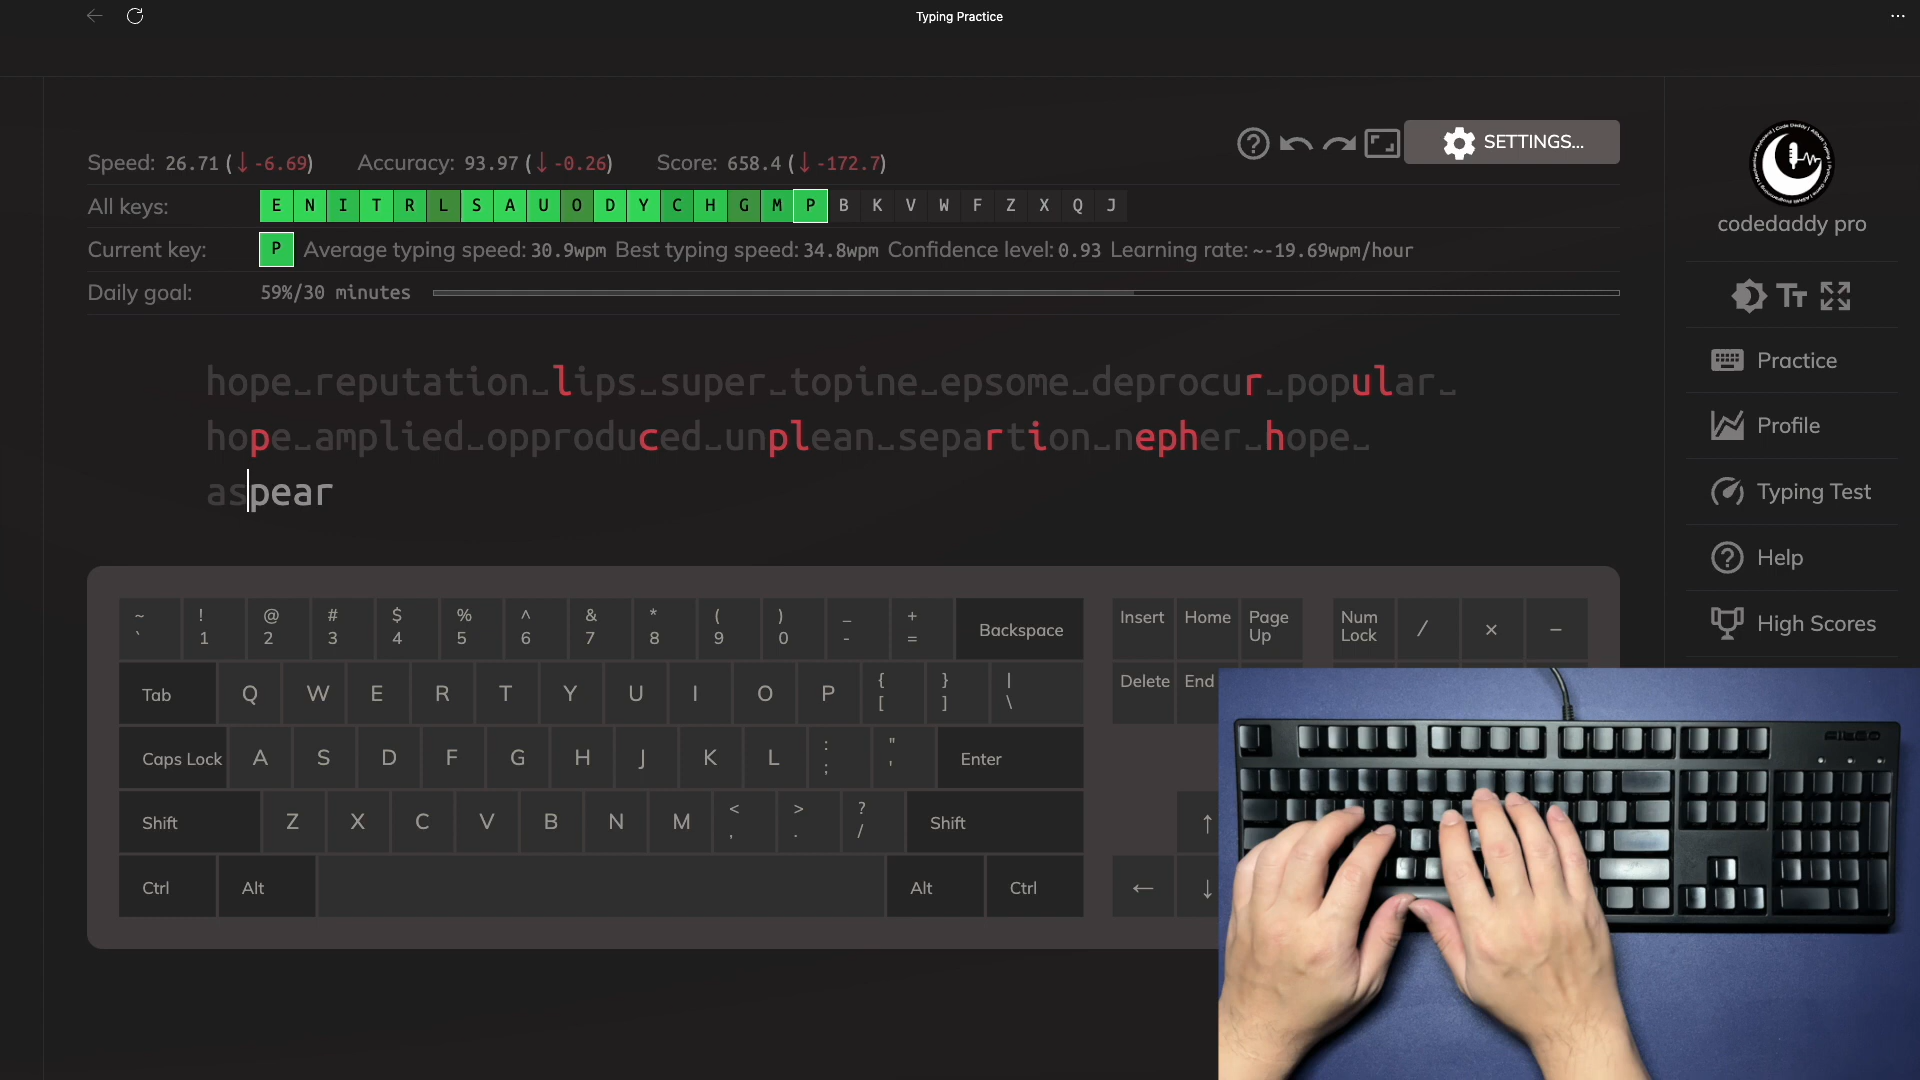 Typing Practice
SETTINGS...
Speed: 26.71 (↓-6.69) Accuracy: 93.97 (↓-0.26) Score: 658.4 (↓-172.7)
All keys: E N I T R L S A U O D Y C H G M P B K V W F Z X Q J
Current key: P Average typing speed: 30.9wpm Best typing speed: 34.8wpm Confidence level: 0.93 Learning rate: ~-19.69wpm/hour
Daily goal: 59%/30 minutes
hope␣reputation␣lips␣super␣topine␣epsome␣deprocur␣popular␣
hope␣amplied␣opproduced␣unplean␣separtion␣nepher␣hope␣
aspear
codedaddy pro
Practice
Profile
Typing Test
Help
High Scores
~ ! @ # $ % ^ & * ( ) _ +
` 1 2 3 4 5 6 7 8 9 0 - = Backspace
Tab Q W E R T Y U I O P { [ } ] | \
Caps Lock A S D F G H J K L : ; " ' Enter
Shift Z X C V B N M < , > . ? / Shift
Ctrl Alt Alt Ctrl
Insert Home Page Up
Delete End
↑
← ↓
Num Lock / × −